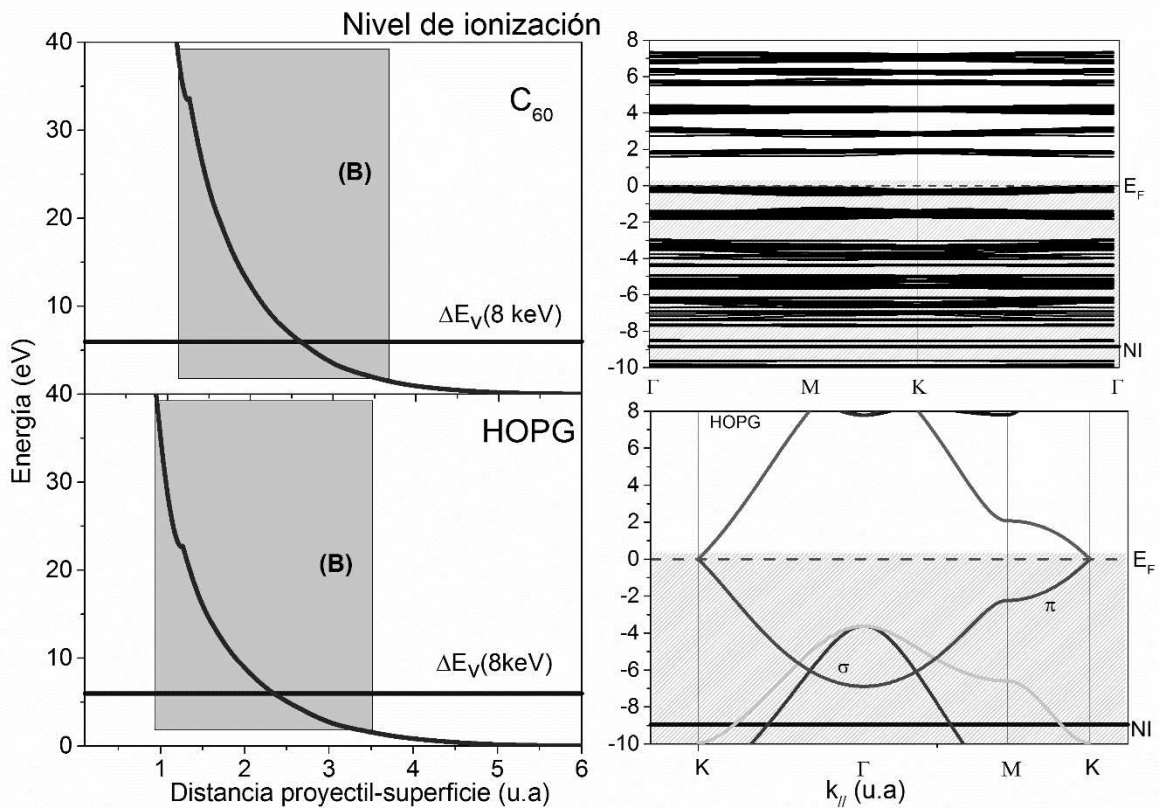 Nivel de ionización
Energía (eV)
40
30
20
10
40
C60
(B)
ΔEV(8 keV)
30
20
10
0
HOPG
(B)
ΔEV(8keV)
1 2 3 4 5 6
Distancia proyectil-superficie (u.a)
8
6
4
2
0
-2
-4
-6
-8
-10
EF
NI
Γ M K Γ
HOPG
8
6
4
2
0
-2
-4
-6
-8
-10
EF
π
σ
NI
K Γ M K
k// (u.a)